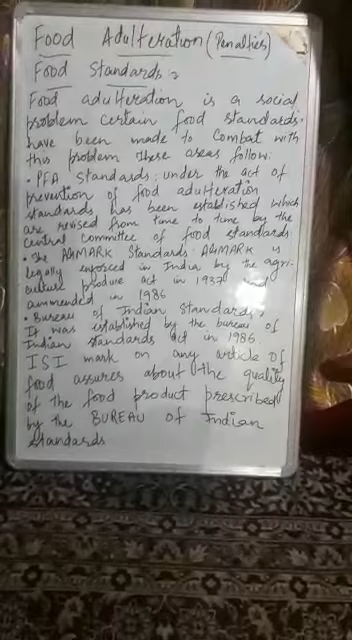 Food Adulteration (Penalties)
Food Standards :
Food adulteration is a social
problem certain food standards
have been made to combat with
this problem these areas follow.
• PFA Standards: under the act of
prevention of food adulteration
standards has been established which
are revised from time to time by the
central committee of food standards
• The AGMARK Standards: AGMARK is
legally enforced in India by the agri-
culture produce act in 1937 and
ammended in 1986
• Bureau of Indian Standards:
It was established by the bureau of
Indian standards act in 1986
ISI mark on any article of
food assures about the quality
of the food product prescribed
by the BUREAU of Indian
standards